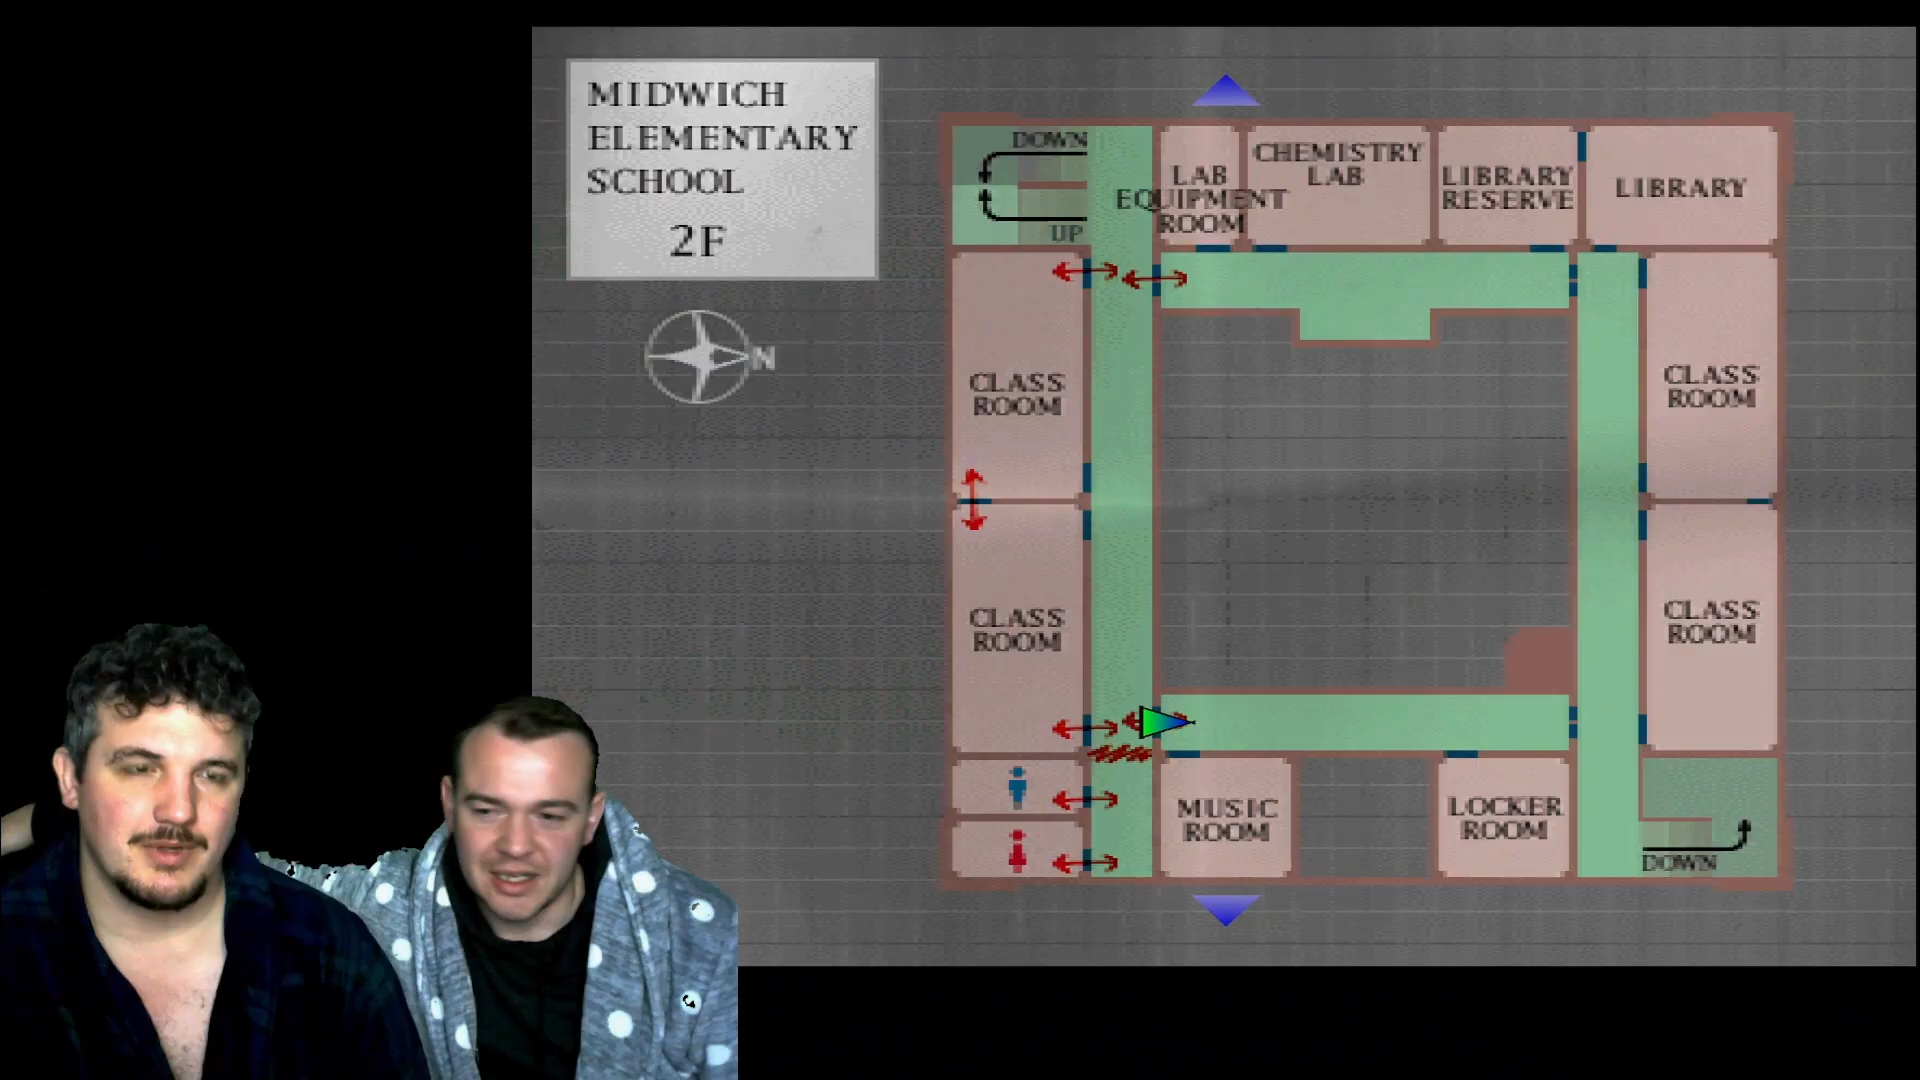 MIDWICH
ELEMENTARY
SCHOOL
2F
N
DOWN
UP
LAB
EQUIPMENT
ROOM
CHEMISTRY
LAB
LIBRARY
RESERVE
LIBRARY
CLASS
ROOM
CLASS
ROOM
CLASS
ROOM
CLASS
ROOM
MUSIC
ROOM
LOCKER
ROOM
DOWN